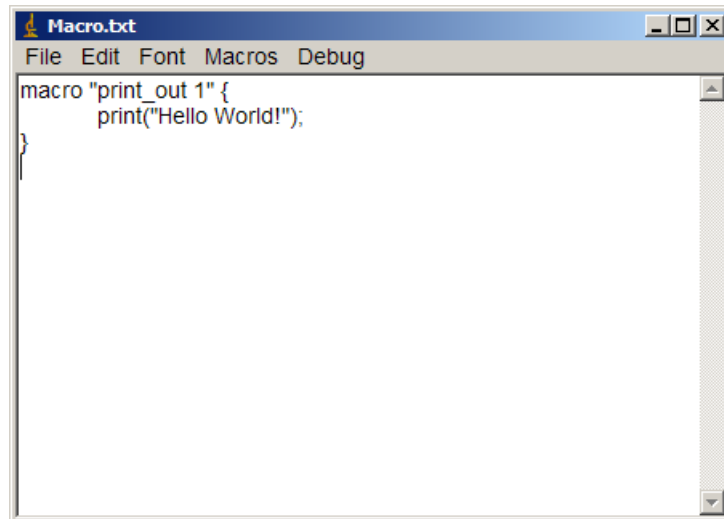 Macro.txt
File Edit Font Macros Debug
macro "print_out 1" {
print("Hello World!");
}